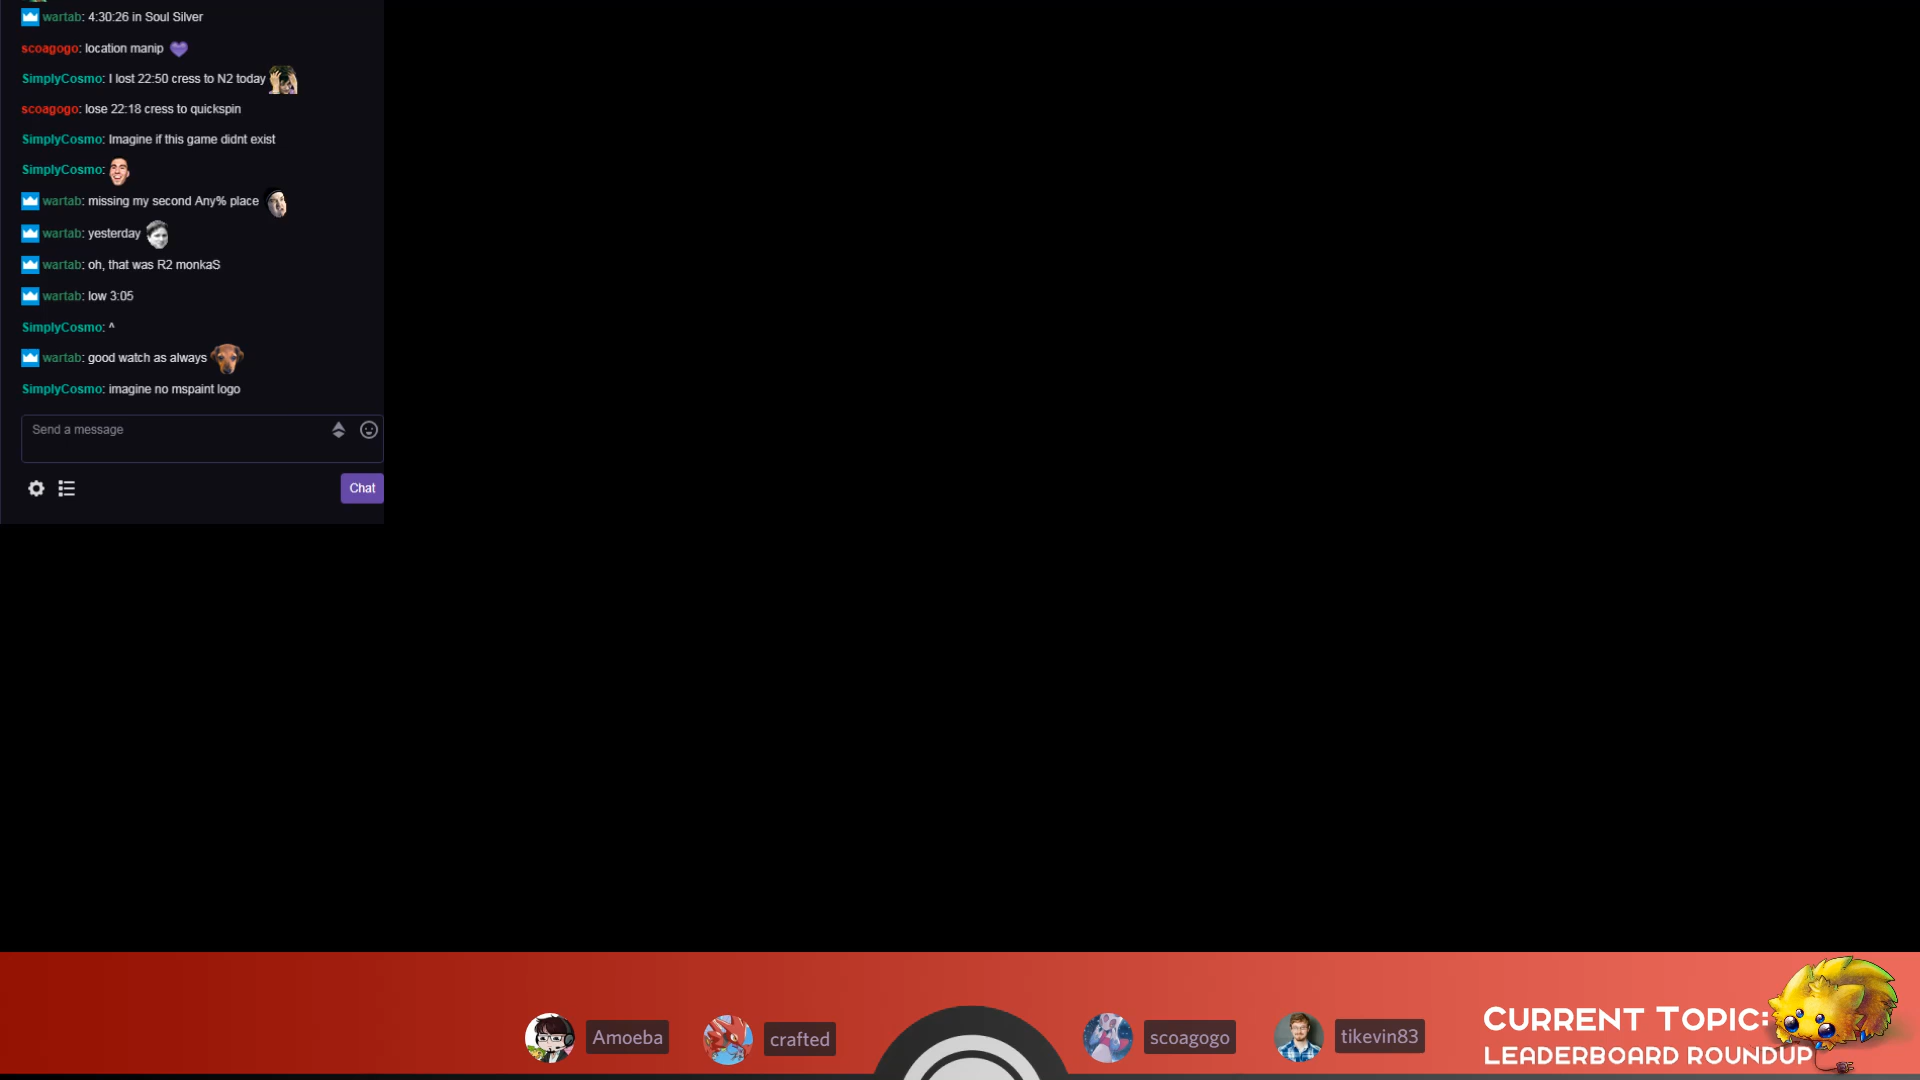 wartab: 4:30:26 in Soul Silver
scoagogo: location manip
SimplyCosmo: I lost 22:50 cress to N2 today
scoagogo: lose 22:18 cress to quickspin
SimplyCosmo: Imagine if this game didnt exist
SimplyCosmo:
wartab: missing my second Any% place
wartab: yesterday
wartab: oh, that was R2 monkaS
wartab: low 3:05
SimplyCosmo: ^
wartab: good watch as always
SimplyCosmo: imagine no mspaint logo
Send a message
Chat
Amoeba
crafted
scoagogo
tikevin83
CURRENT TOPIC:
LEADERBOARD ROUNDUP